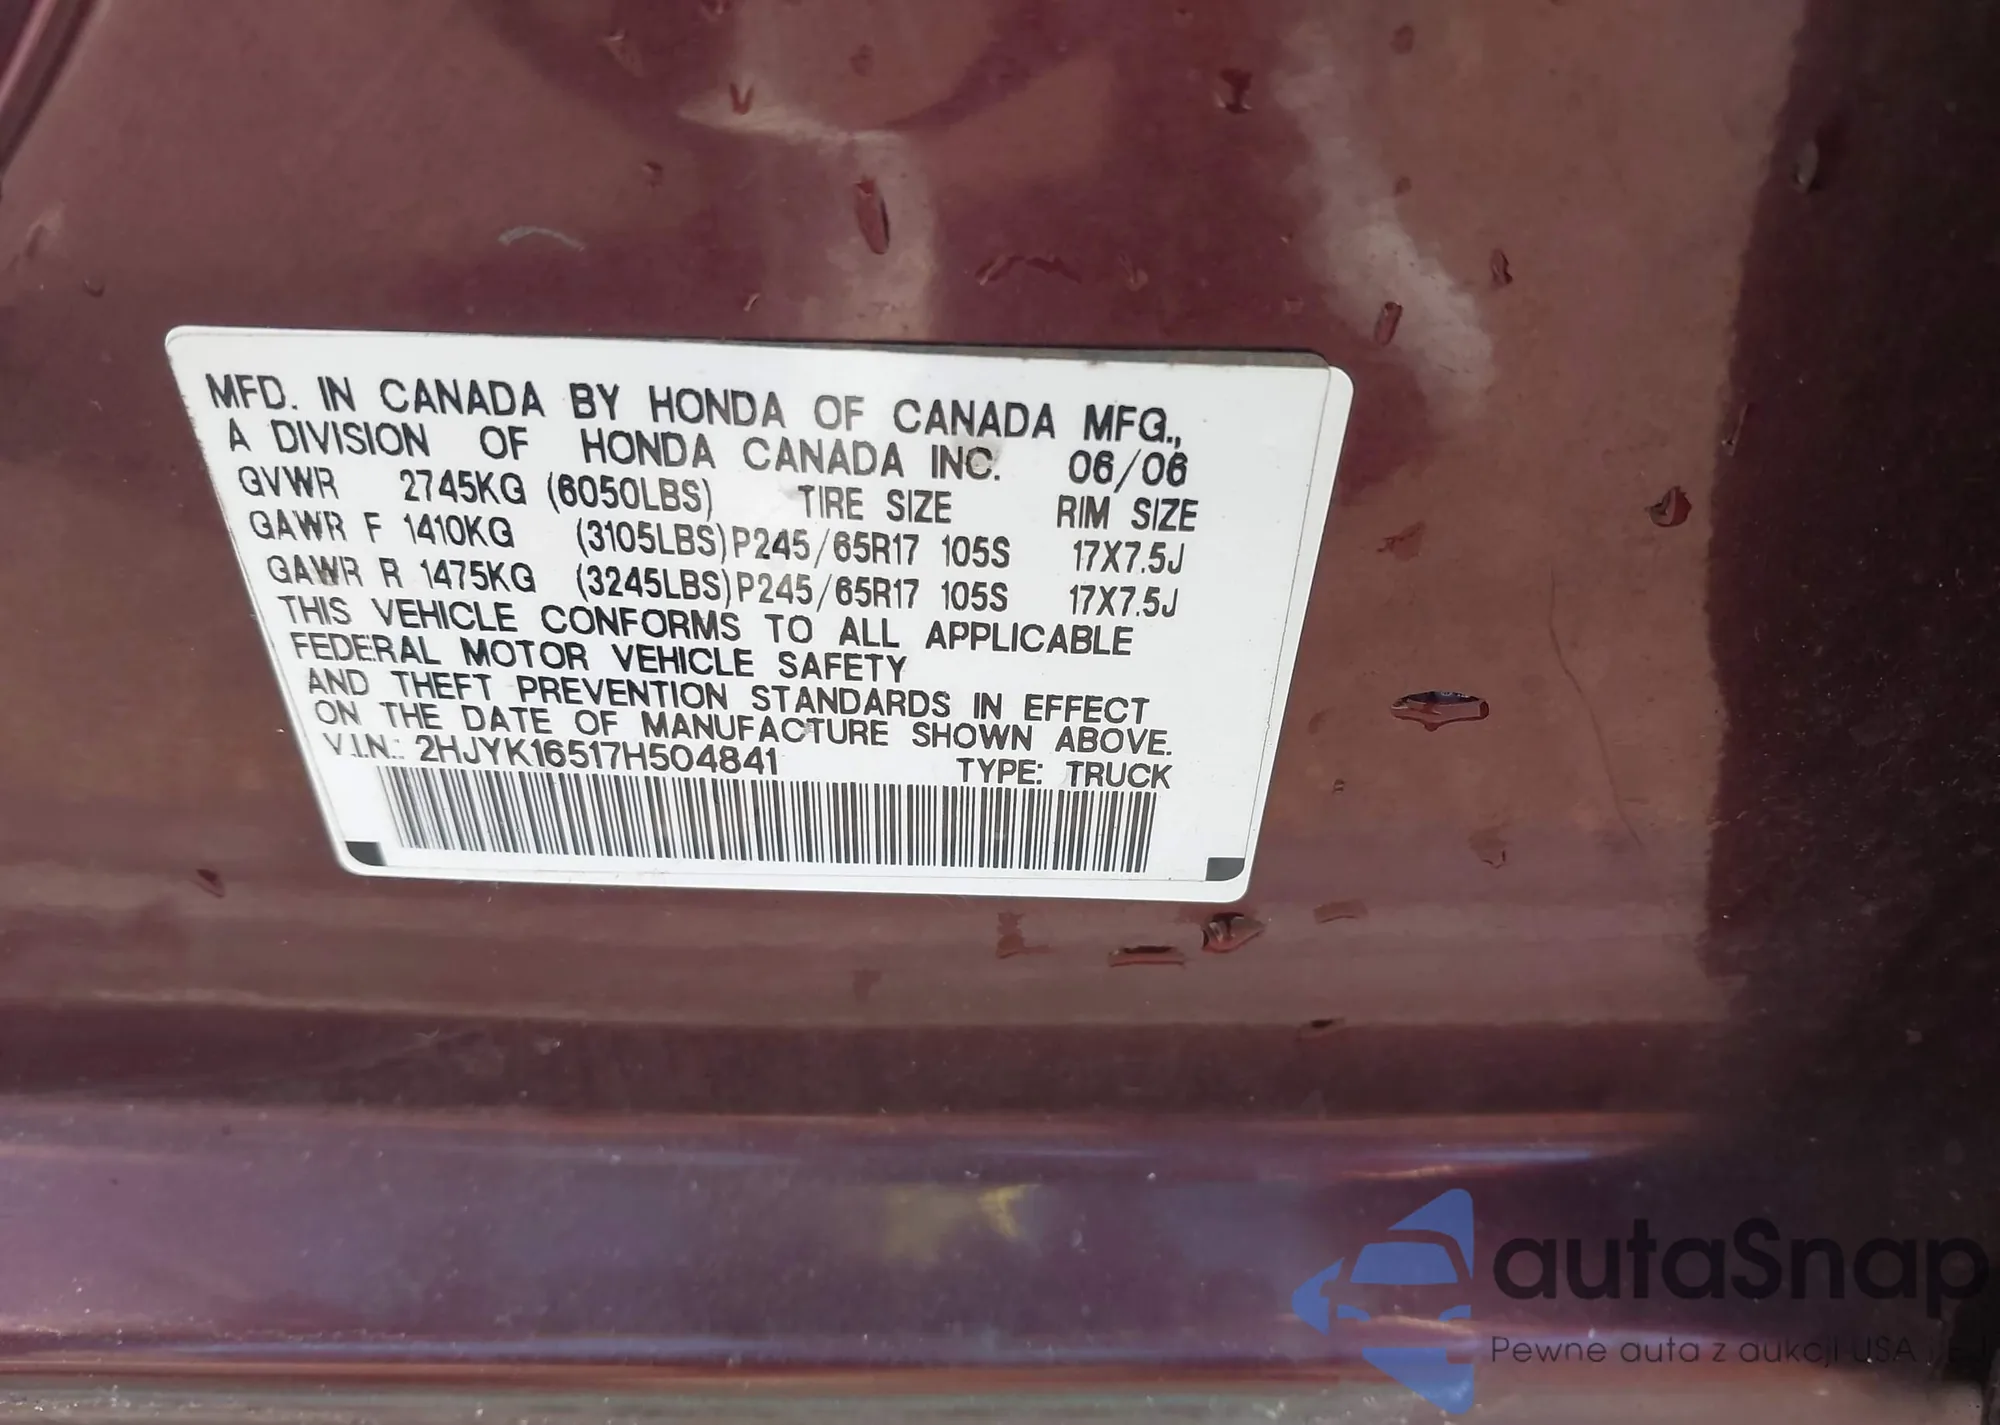 MFD. IN CANADA BY HONDA OF CANADA MFG.,
A DIVISION OF HONDA CANADA INC. 06/06
GVWR 2745KG (6050LBS) TIRE SIZE RIM SIZE
GAWR F 1410KG (3105LBS) P245/65R17 105S 17X7.5J
GAWR R 1475KG (3245LBS) P245/65R17 105S 17X7.5J
THIS VEHICLE CONFORMS TO ALL APPLICABLE
FEDERAL MOTOR VEHICLE SAFETY
AND THEFT PREVENTION STANDARDS IN EFFECT
ON THE DATE OF MANUFACTURE SHOWN ABOVE.
V.I.N.: 2HJYK16517H504841 TYPE: TRUCK
autaSnap
Pewne auta z aukcji USA